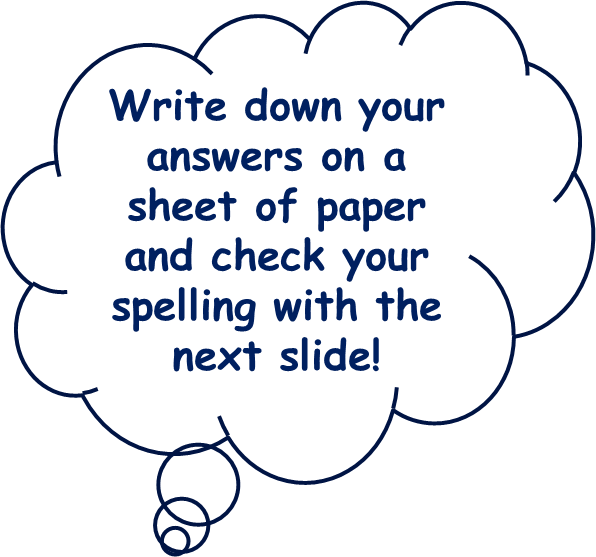 Write down your
answers on a
sheet of paper
and check your
spelling with the
next slide!